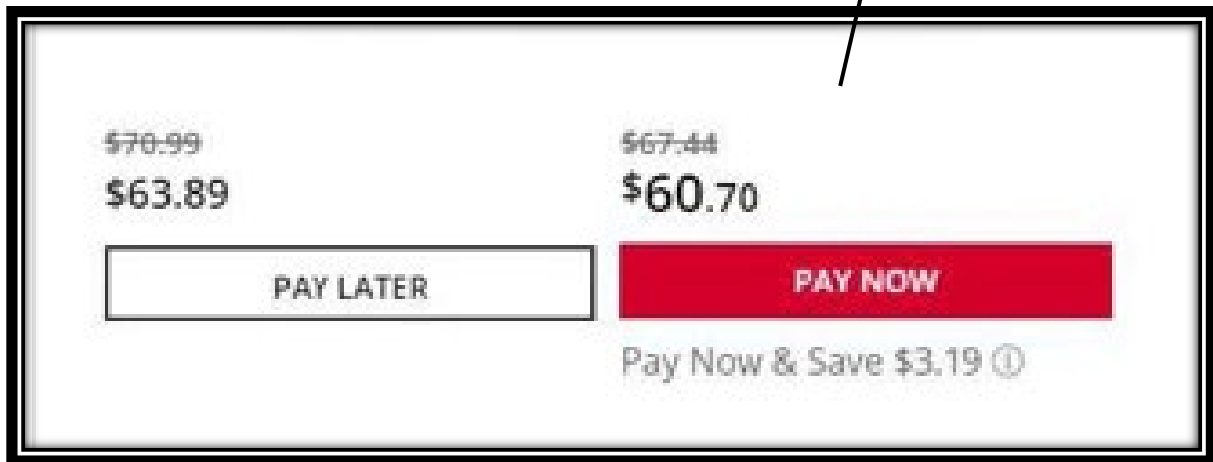 $70.99
$63.89
PAY LATER
$67.44
$60.70
PAY NOW
Pay Now & Save $3.19 ⓘ